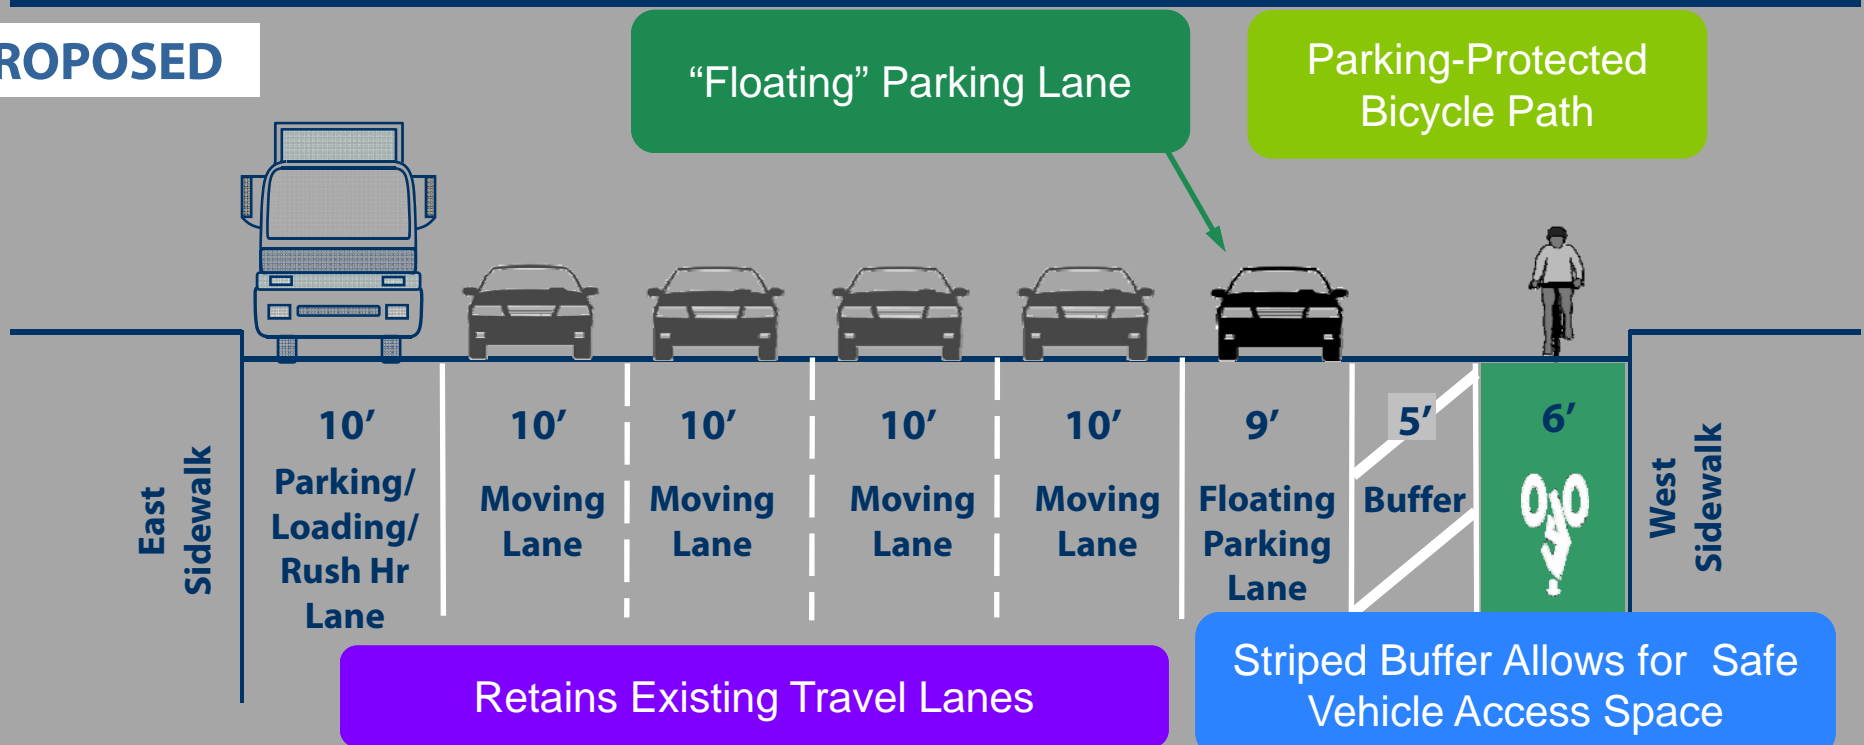 ROPOSED
“Floating” Parking Lane
Parking-Protected
Bicycle Path
10’
10’
10’
10’
10’
9’
5’
6’
East
Sidewalk
Parking/
Loading/
Rush Hr
Lane
Moving
Lane
Moving
Lane
Moving
Lane
Moving
Lane
Floating
Parking
Lane
Buffer
West
Sidewalk
Retains Existing Travel Lanes
Striped Buffer Allows for  Safe
Vehicle Access Space